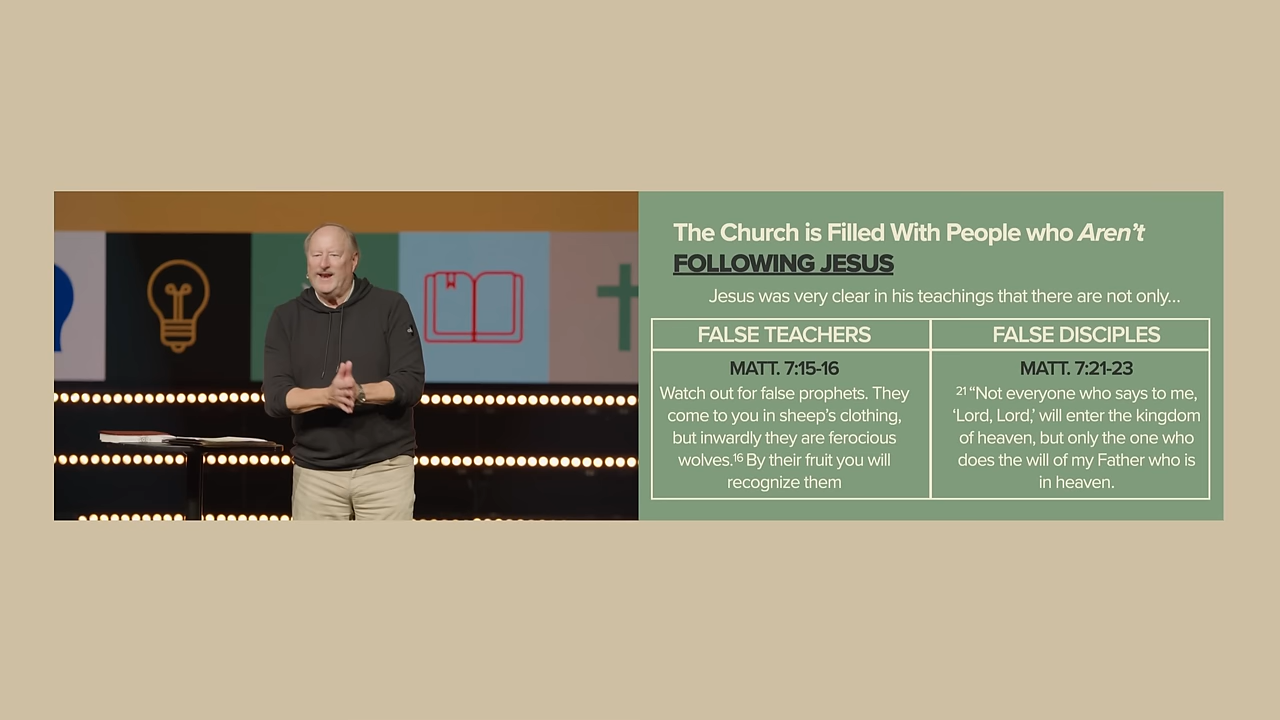 The Church is Filled With People who Aren't
FOLLOWING JESUS
Jesus was very clear in his teachings that there are not only...
FALSE TEACHERS
MATT. 7:15-16
Watch out for false prophets. They
come to you in sheep's clothing,
but inwardly they are ferocious
wolves.¹⁶ By their fruit you will
recognize them
FALSE DISCIPLES
MATT. 7:21-23
²¹ “Not everyone who says to me,
‘Lord, Lord,’ will enter the kingdom
of heaven, but only the one who
does the will of my Father who is
in heaven.